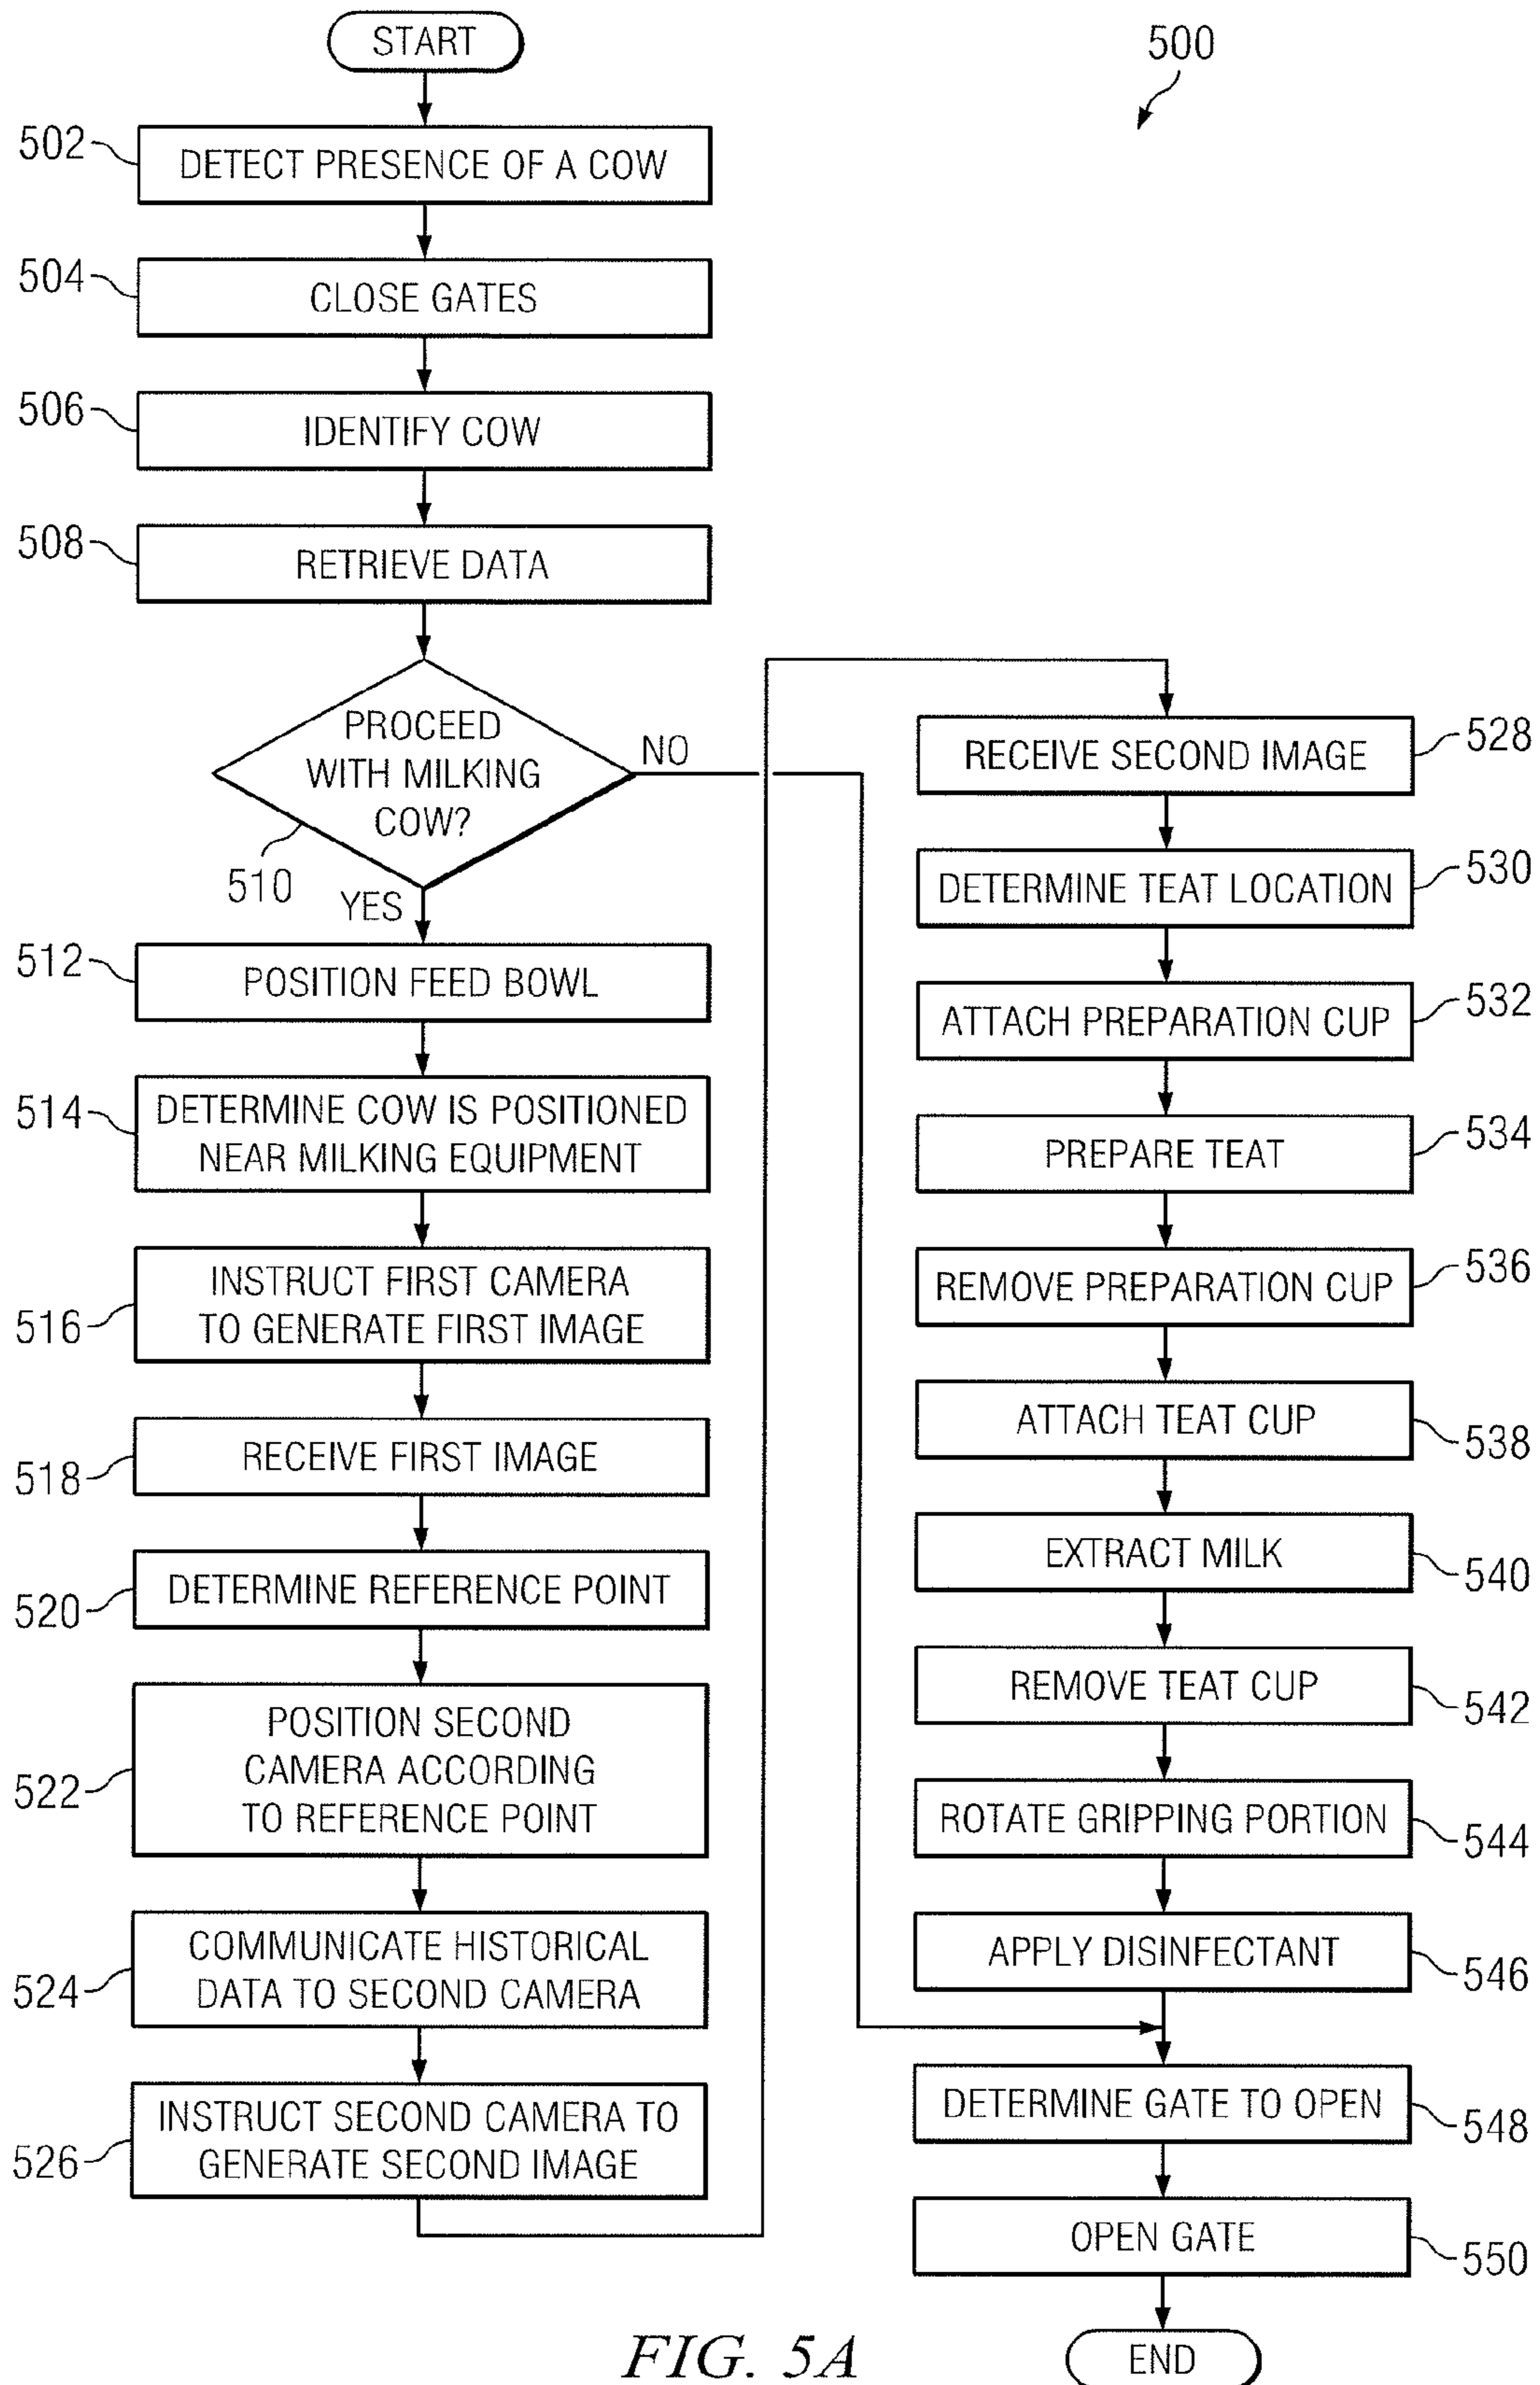 START
500
502
DETECT PRESENCE OF A COW
504
CLOSE GATES
506
IDENTIFY COW
508
RETRIEVE DATA
PROCEED
WITH MILKING
COW?
NO
510
YES
512
POSITION FEED BOWL
514
DETERMINE COW IS POSITIONED
NEAR MILKING EQUIPMENT
516
INSTRUCT FIRST CAMERA
TO GENERATE FIRST IMAGE
518
RECEIVE FIRST IMAGE
520
DETERMINE REFERENCE POINT
522
POSITION SECOND
CAMERA ACCORDING
TO REFERENCE POINT
524
COMMUNICATE HISTORICAL
DATA TO SECOND CAMERA
526
INSTRUCT SECOND CAMERA TO
GENERATE SECOND IMAGE
RECEIVE SECOND IMAGE
528
DETERMINE TEAT LOCATION
530
ATTACH PREPARATION CUP
532
PREPARE TEAT
534
REMOVE PREPARATION CUP
536
ATTACH TEAT CUP
538
EXTRACT MILK
540
REMOVE TEAT CUP
542
ROTATE GRIPPING PORTION
544
APPLY DISINFECTANT
546
DETERMINE GATE TO OPEN
548
OPEN GATE
550
END
FIG. 5A